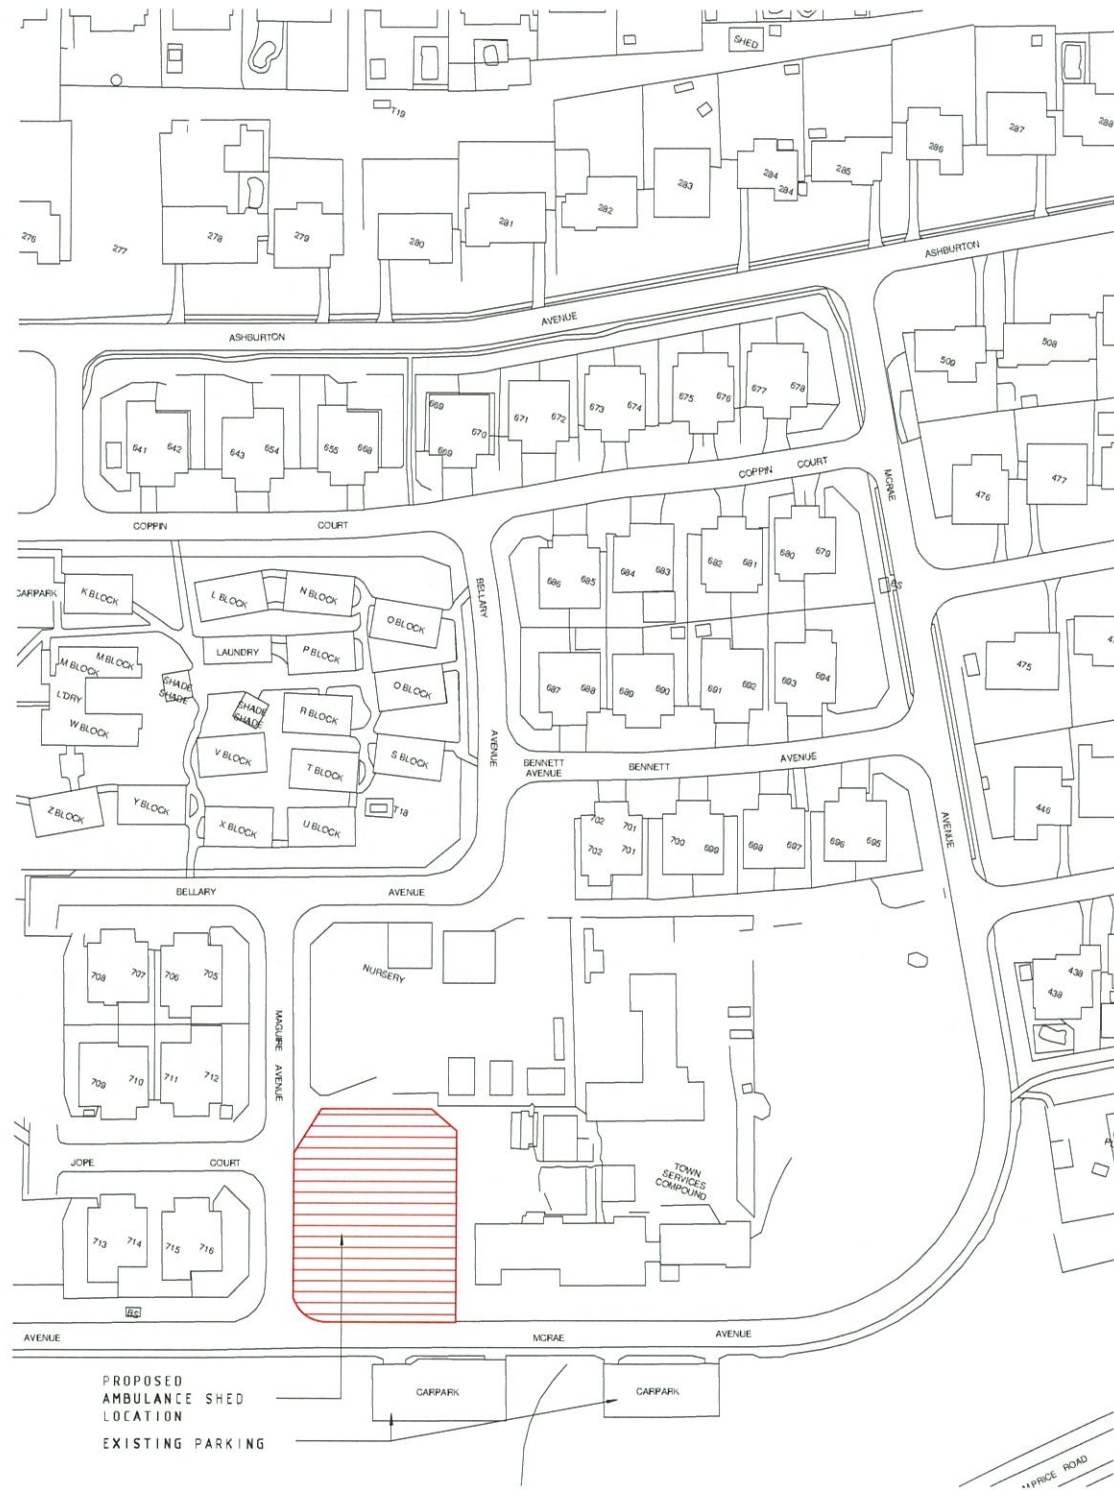 SHED
T19
288
287
286
285
284
284
283
282
281
280
279
278
277
276
ASHBURTON
AVENUE
ASHBURTON
509
508
477
476
641
642
643
654
655
668
669
670
669
671
672
673
674
675
676
677
678
COPPIN COURT
MCRAE
COPPIN COURT
686
685
684
683
682
681
680
679
BS
BELLARY
CARPARK
K BLOCK
L BLOCK
N BLOCK
O BLOCK
LAUNDRY
P BLOCK
M BLOCK
M BLOCK
L'DRY
W BLOCK
SHADE
SHADE
SHADE
SHADE
R BLOCK
O BLOCK
V BLOCK
T BLOCK
S BLOCK
Z BLOCK
Y BLOCK
X BLOCK
U BLOCK
T18
687
688
689
690
691
692
693
694
475
AVENUE
BENNETT
AVENUE
BENNETT
AVENUE
702
701
702
701
700
699
698
697
696
695
AVENUE
446
BELLARY
AVENUE
708
707
706
705
NURSERY
438
438
MAGUIRE AVENUE
709
710
711
712
JOPE
COURT
TOWN
SERVICES
COMPOUND
713
714
715
716
BS
AVENUE
MCRAE
AVENUE
CARPARK
CARPARK
PROPOSED
AMBULANCE SHED
LOCATION
EXISTING PARKING
PRICE ROAD